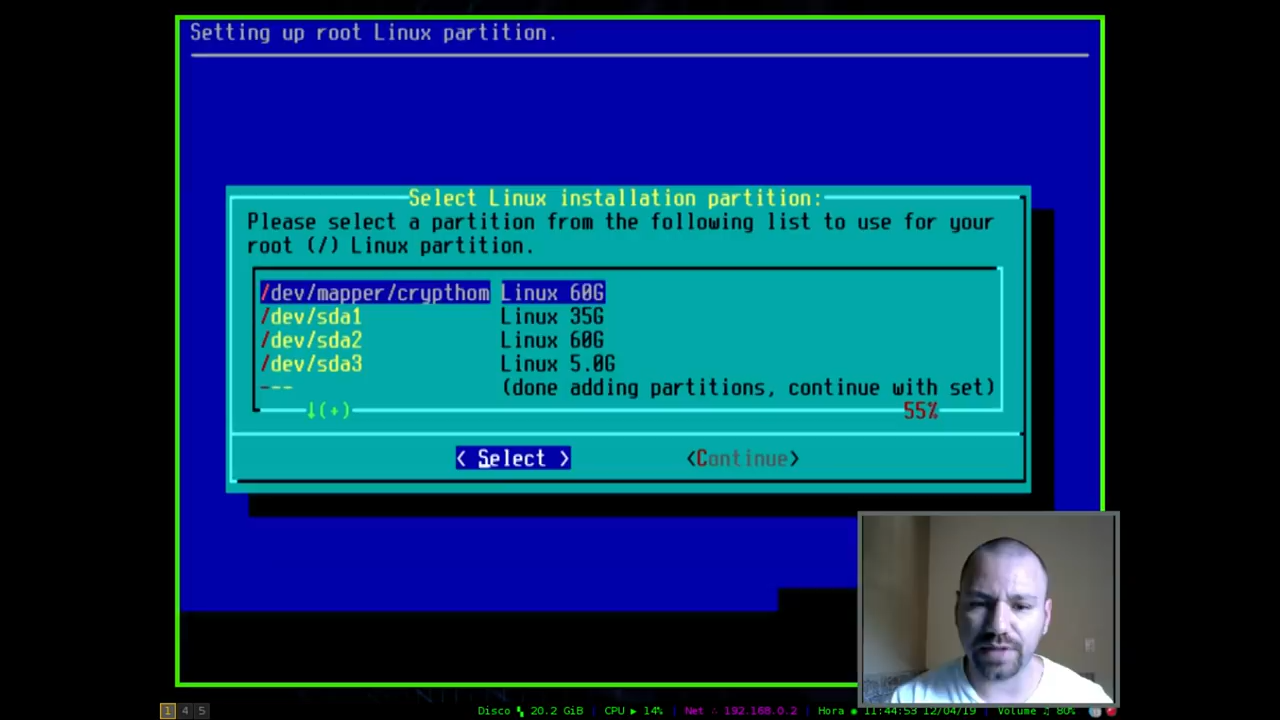 Setting up root Linux partition.
Select Linux installation partition:
Please select a partition from the following list to use for your
root (/) Linux partition.
/dev/mapper/crypthom Linux 60G
/dev/sda1 Linux 35G
/dev/sda2 Linux 60G
/dev/sda3 Linux 5.0G
--- (done adding partitions, continue with set)
↓(+) 55%
< Select > <Continue>
1 4 5 Disco 20.2 GiB | CPU ▶ 14% | Net 192.168.0.2 | Hora 11:44:53 12/04/19 | Volume ♫ 80%